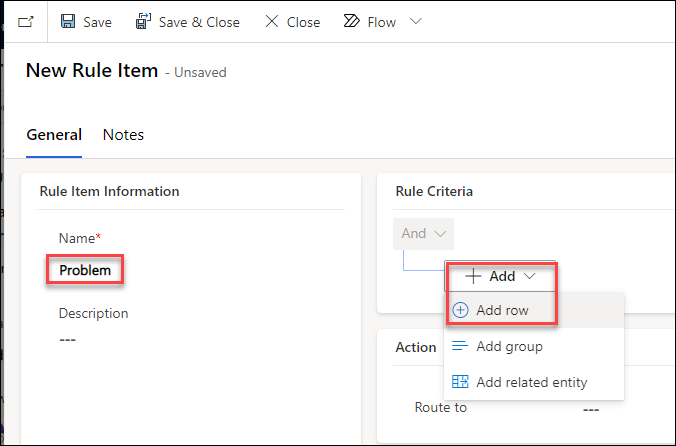 Save Save & Close Close Flow
New Rule Item - Unsaved
General Notes
Rule Item Information
Name*
Problem
Description
---
Rule Criteria
And
Add
Add row
Add group
Add related entity
Action
Route to ---